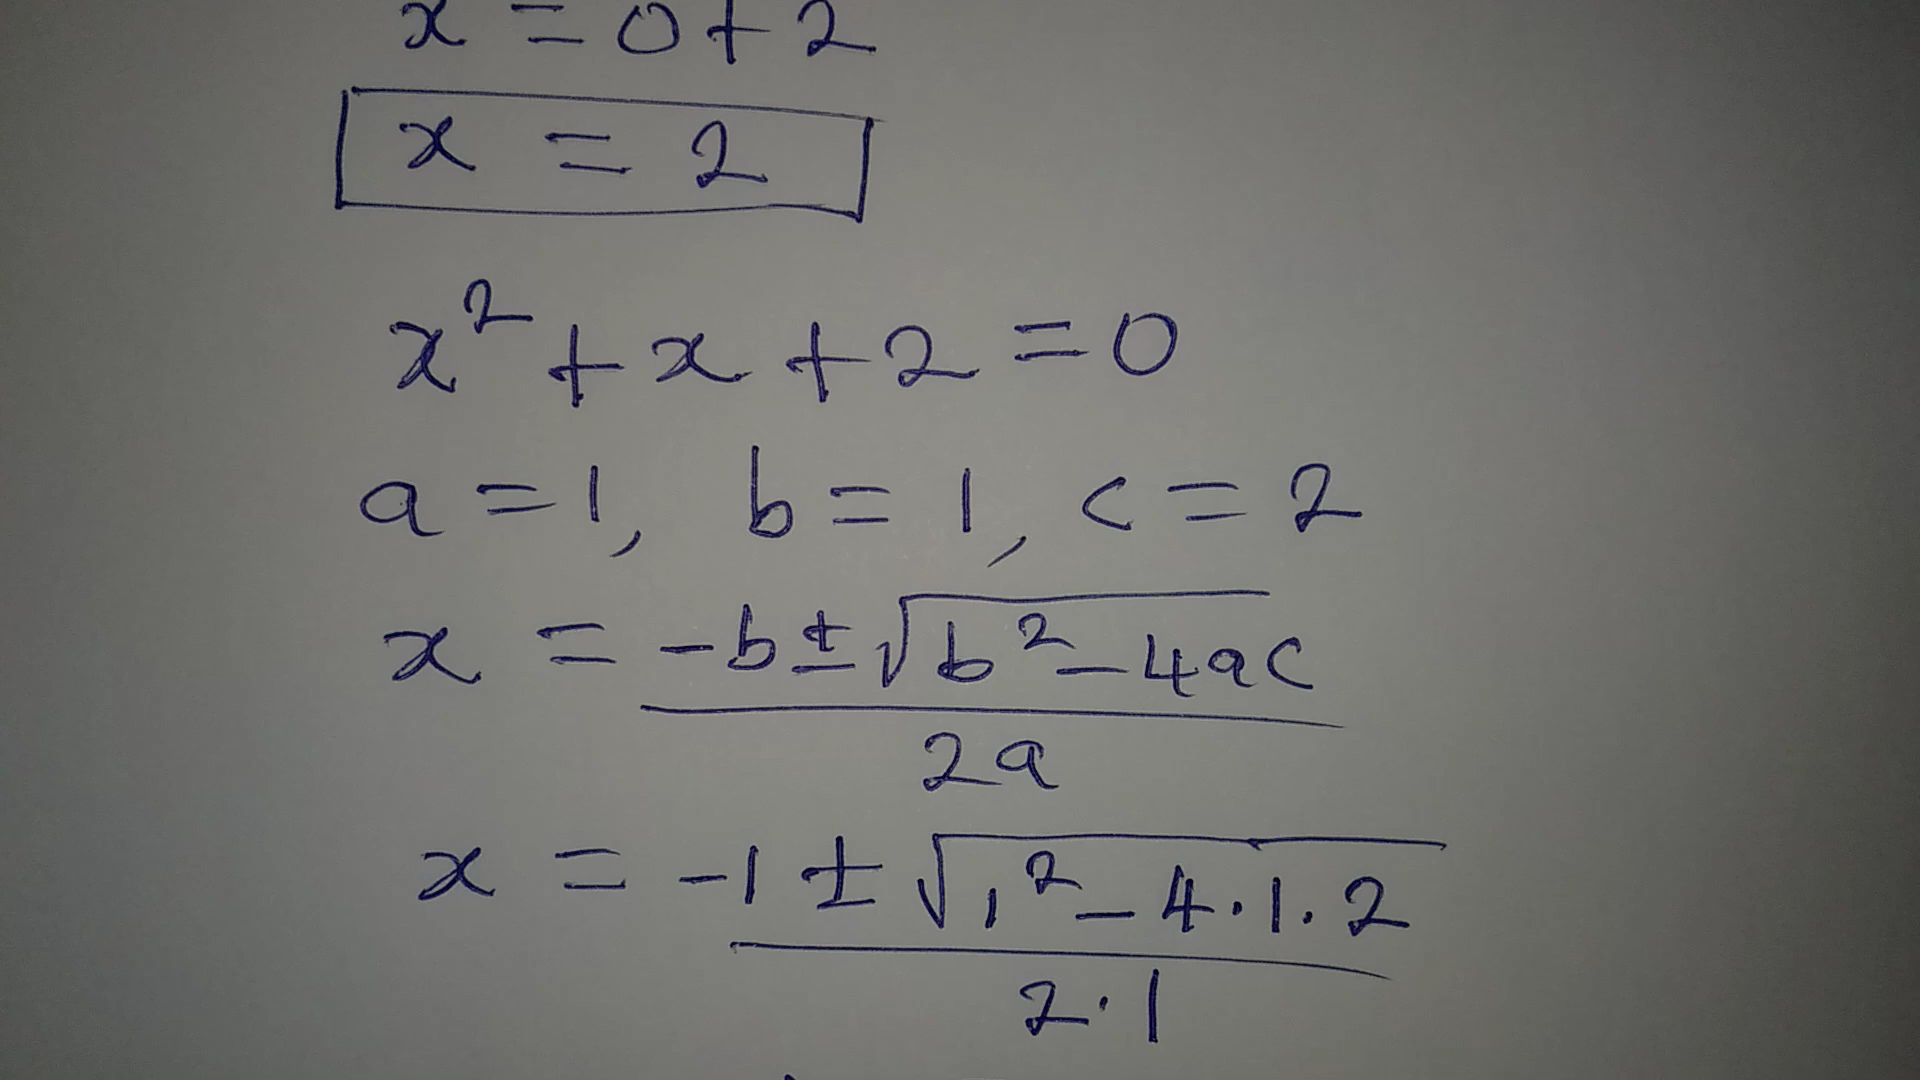 x = 0+2
x = 2
x² + x + 2 = 0
a = 1, b = 1, c = 2
x = -b ± √b² - 4ac
2a
x = -1 ± √1² - 4·1·2
2·1